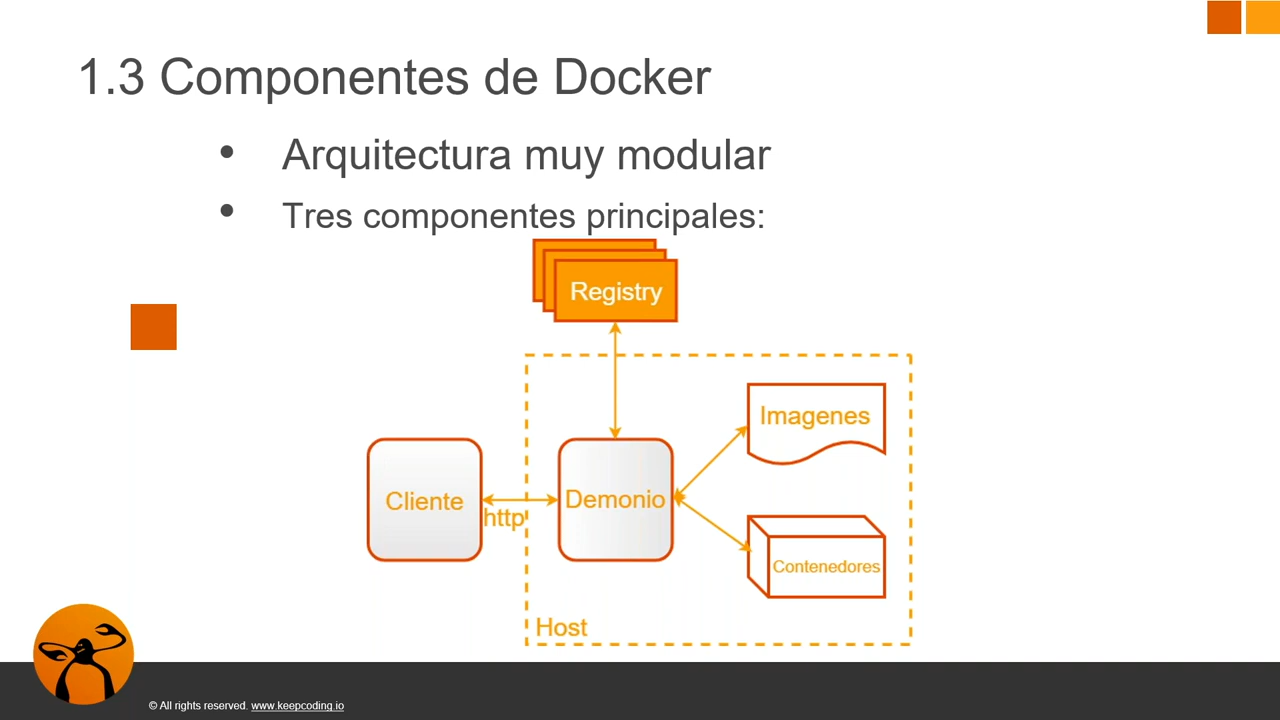 1.3 Componentes de Docker
• Arquitectura muy modular
• Tres componentes principales:
Registry
Imagenes
Cliente
http
Demonio
Contenedores
Host
© All rights reserved. www.keepcoding.io